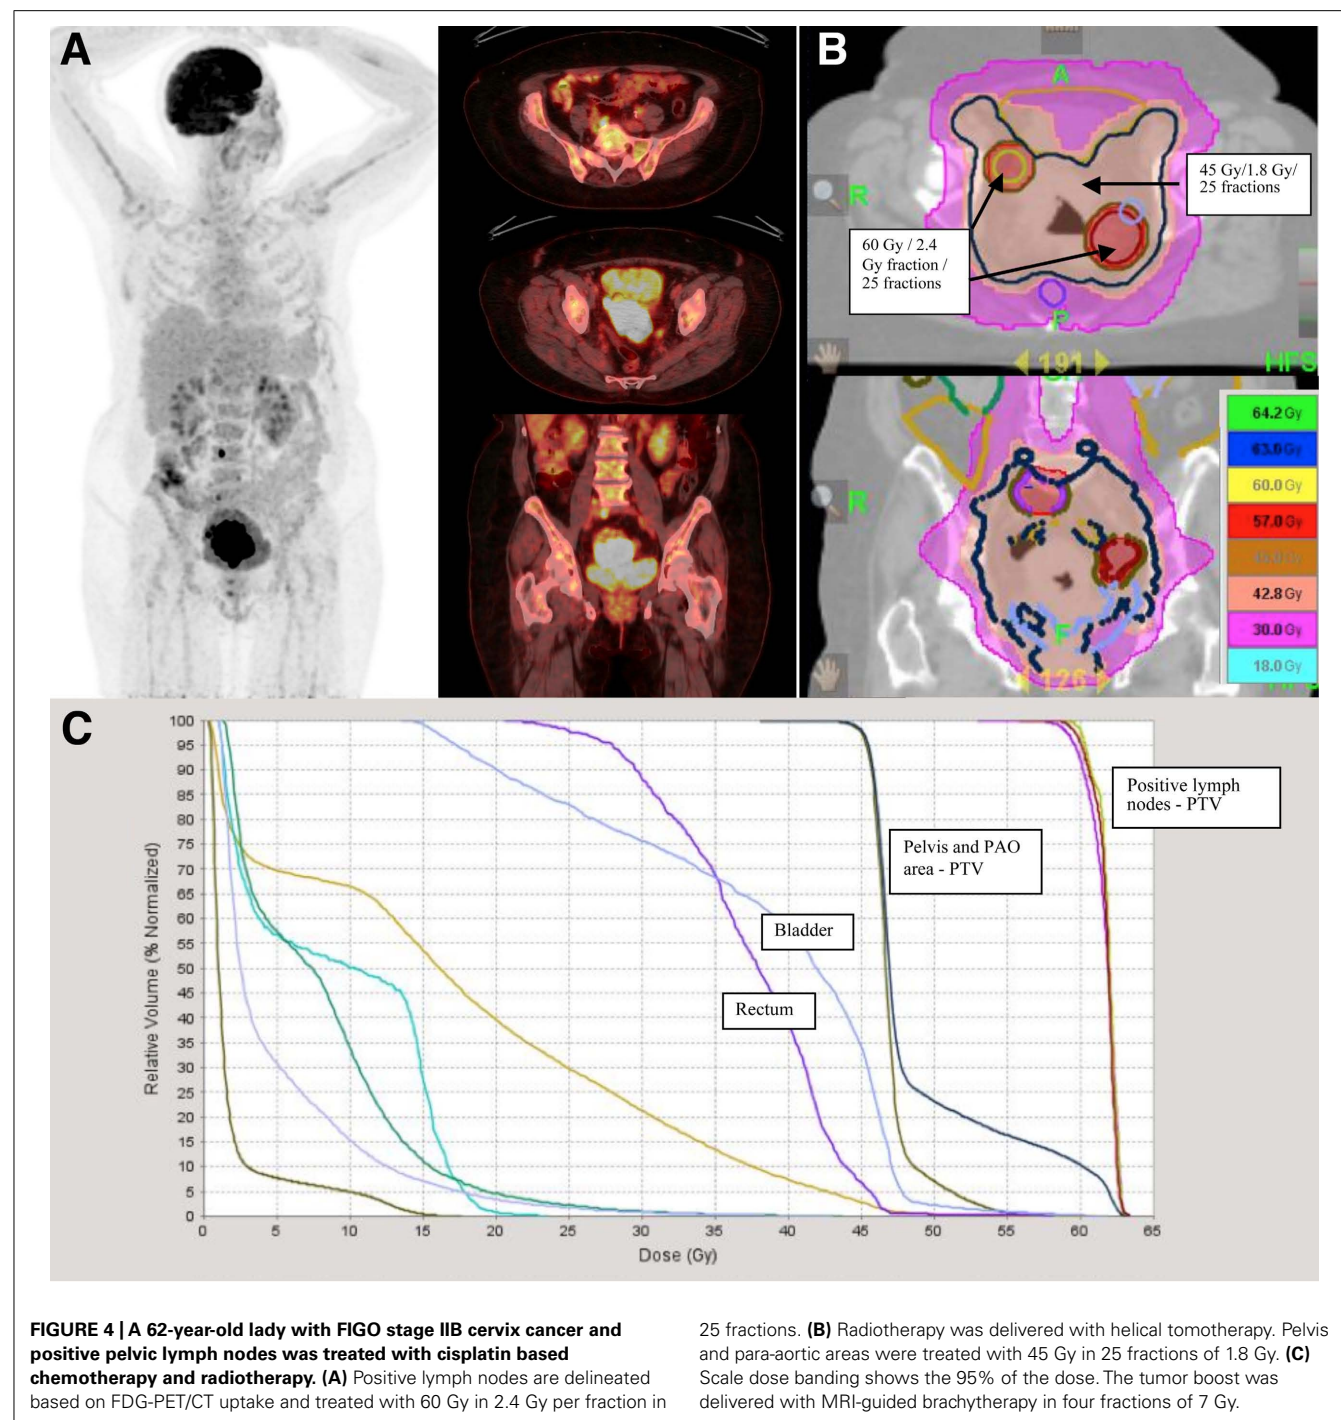 A
B
A
R
45 Gy/1.8 Gy/
25 fractions
60 Gy / 2.4
Gy fraction /
25 fractions
P
191
HFS
R
F
126
64.2 Gy
63.0 Gy
60.0 Gy
57.0 Gy
42.8 Gy
30.0 Gy
18.0 Gy
C
100
95
90
85
80
75
70
65
60
55
50
45
40
35
30
25
20
15
10
5
0
Relative Volume (% Normalized)
Positive lymph
nodes - PTV
Pelvis and PAO
area - PTV
Bladder
Rectum
0 5 10 15 20 25 30 35 40 45 50 55 60 65
Dose (Gy)
FIGURE 4 | A 62-year-old lady with FIGO stage IIB cervix cancer and
positive pelvic lymph nodes was treated with cisplatin based
chemotherapy and radiotherapy. (A) Positive lymph nodes are delineated
based on FDG-PET/CT uptake and treated with 60 Gy in 2.4 Gy per fraction in
25 fractions. (B) Radiotherapy was delivered with helical tomotherapy. Pelvis
and para-aortic areas were treated with 45 Gy in 25 fractions of 1.8 Gy. (C)
Scale dose banding shows the 95% of the dose. The tumor boost was
delivered with MRI-guided brachytherapy in four fractions of 7 Gy.